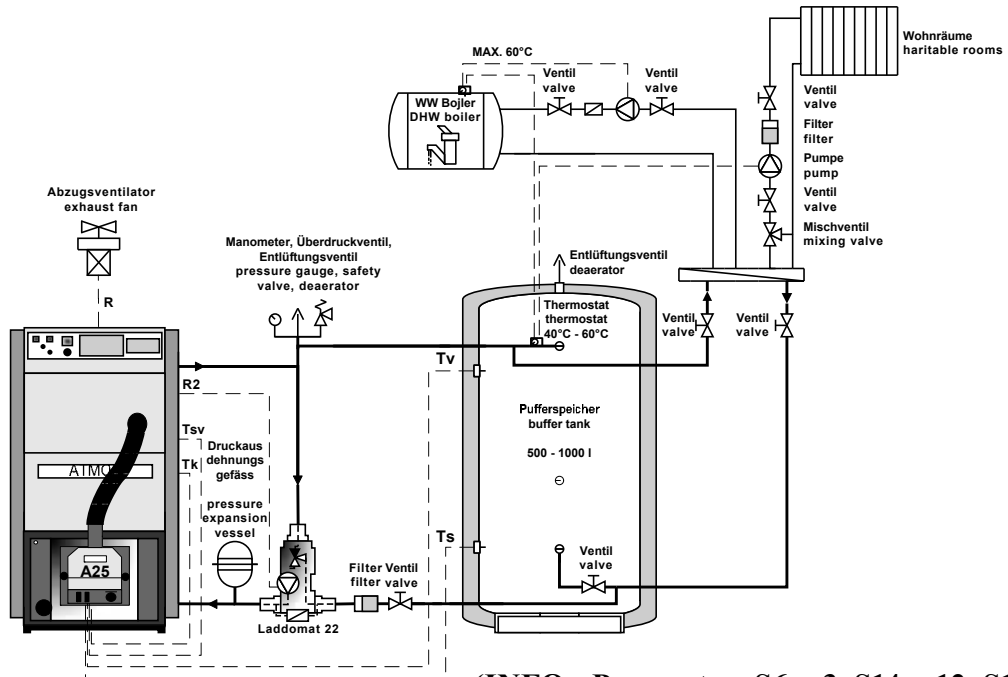 Wohnräume
haritable rooms
MAX. 60°C
Ventil
valve
Ventil
valve
WW Bojler
DHW boiler
Ventil
valve
Filter
filter
Pumpe
pump
Ventil
valve
Mischventil
mixing valve
Abzugsventilator
exhaust fan
R
Manometer, Überdruckventil,
Entlüftungsventil
pressure gauge, safety
valve, deaerator
Entlüftungsventil
deaerator
Thermostat
thermostat
40°C - 60°C
Ventil
valve
Ventil
valve
Tv
R2
Tsv
Tk
Druckaus
dehnungs
gefäss
pressure
expansion
vessel
Pufferspeicher
buffer tank
500 - 1000 l
ATMO
A25
Ts
Filter Ventil
filter valve
Ventil
valve
Laddomat 22